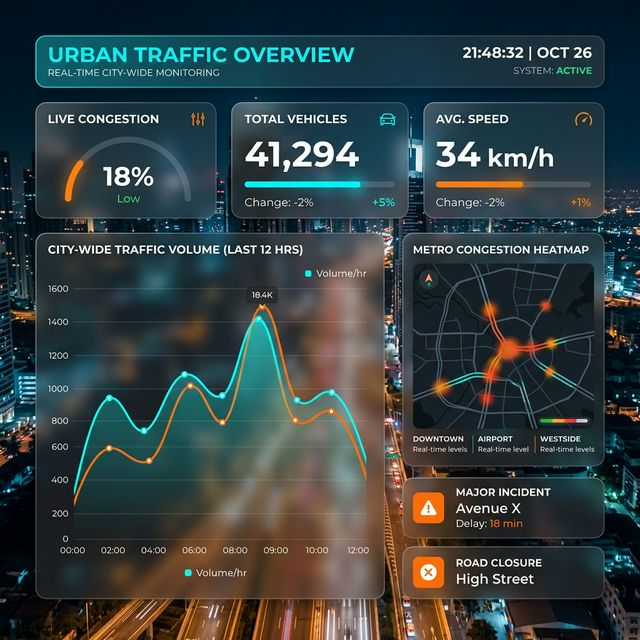 URBAN TRAFFIC OVERVIEW
REAL-TIME CITY-WIDE MONITORING
21:48:32 | OCT 26
SYSTEM: ACTIVE
LIVE CONGESTION
18%
Low
TOTAL VEHICLES
41,294
Change: -2% +5%
AVG. SPEED
34 km/h
Change: -2% +1%
CITY-WIDE TRAFFIC VOLUME (LAST 12 HRS)
Volume/hr
18.4K
1600
1400
1200
1000
800
600
400
200
0
00:00 02:00 04:00 06:00 08:00 09:00 10:00 12:00
Volume/hr
METRO CONGESTION HEATMAP
DOWNTOWN
Real-time levels
AIRPORT
Real-time level
WESTSIDE
Real-time levels
MAJOR INCIDENT
Avenue X
Delay: 18 min
ROAD CLOSURE
High Street